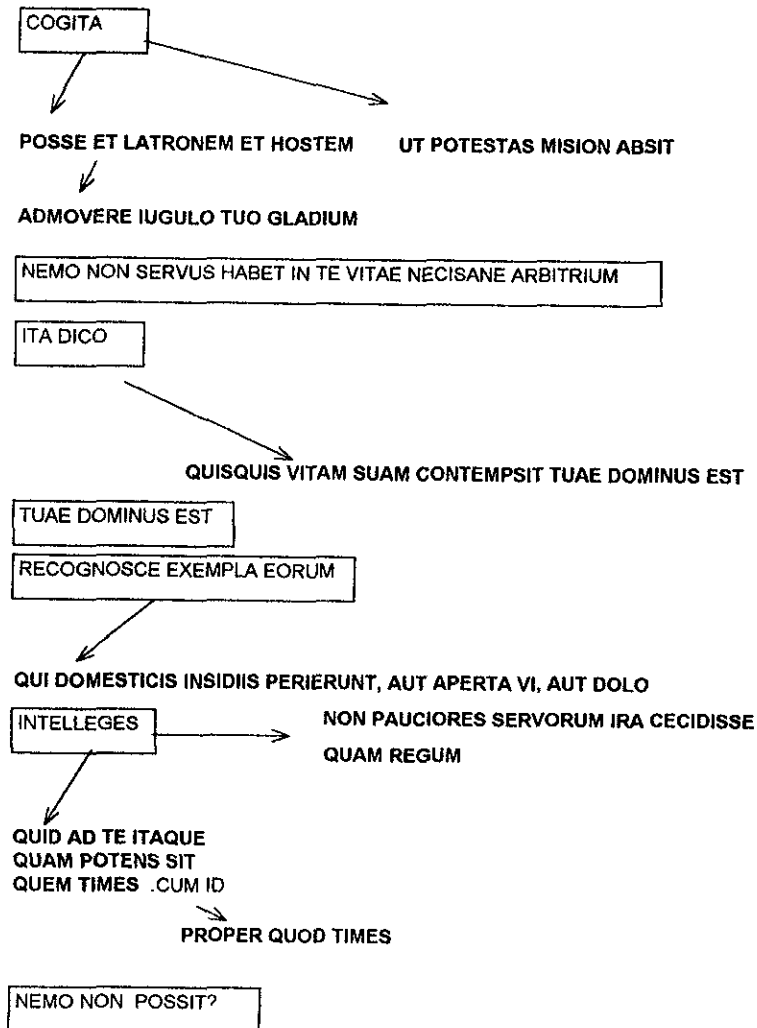 COGITA
POSSE ET LATRONEM ET HOSTEM
UT POTESTAS MISION ABSIT
ADMOVERE IUGULO TUO GLADIUM
NEMO NON SERVUS HABET IN TE VITAE NECISANE ARBITRIUM
ITA DICO
QUISQUIS VITAM SUAM CONTEMPSIT TUAE DOMINUS EST
TUAE DOMINUS EST
RECOGNOSCE EXEMPLA EORUM
QUI DOMESTICIS INSIDIIS PERIERUNT, AUT APERTA VI, AUT DOLO
INTELLEGES
NON PAUCIORES SERVORUM IRA CECIDISSE
QUAM REGUM
QUID AD TE ITAQUE
QUAM POTENS SIT
QUEM TIMES .CUM ID
PROPER QUOD TIMES
NEMO NON POSSIT?